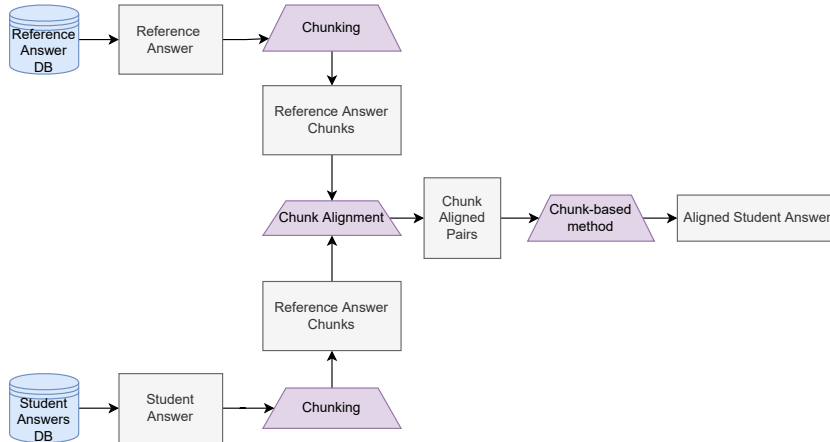 Reference
Answer
DB
Reference
Answer
Chunking
Reference Answer
Chunks
Chunk Alignment
Chunk
Aligned
Pairs
Chunk-based
method
Aligned Student Answer
Reference Answer
Chunks
Student
Answers
DB
Student
Answer
Chunking